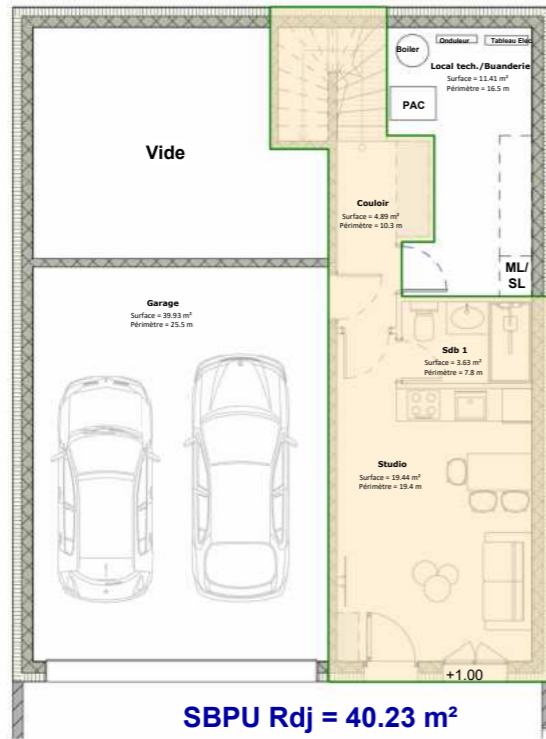 Boiler
Onduleur
Tableau Elec
Local tech./Buanderie
Surface = 11.41 m²
Périmètre = 16.5 m
PAC
Vide
Couloir
Surface = 4.89 m²
Périmètre = 10.3 m
ML/
SL
Garage
Surface = 39.93 m²
Périmètre = 25.5 m
Sdb 1
Surface = 3.63 m²
Périmètre = 7.8 m
Studio
Surface = 19.44 m²
Périmètre = 19.4 m
+1.00
SBPU Rdj = 40.23 m²